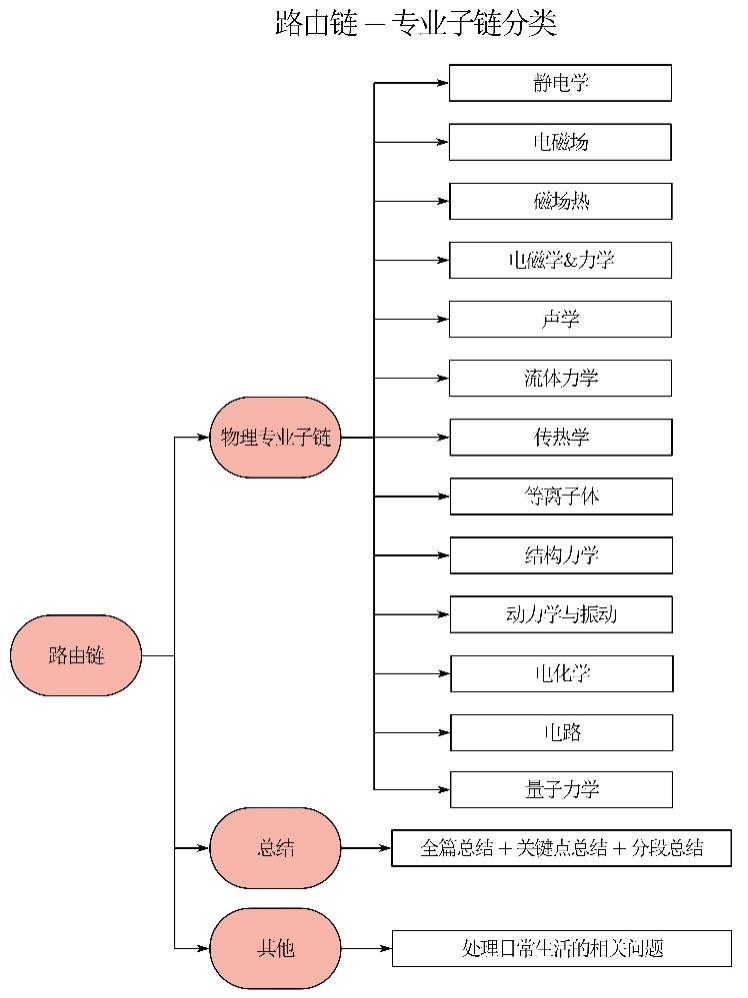 路由链 — 专业子链分类
静电学
电磁场
磁场热
电磁学&力学
声学
流体力学
物理专业子链
传热学
等离子体
结构力学
动力学与振动
路由链
电化学
电路
量子力学
总结
全篇总结 + 关键点总结 + 分段总结
其他
处理日常生活的相关问题